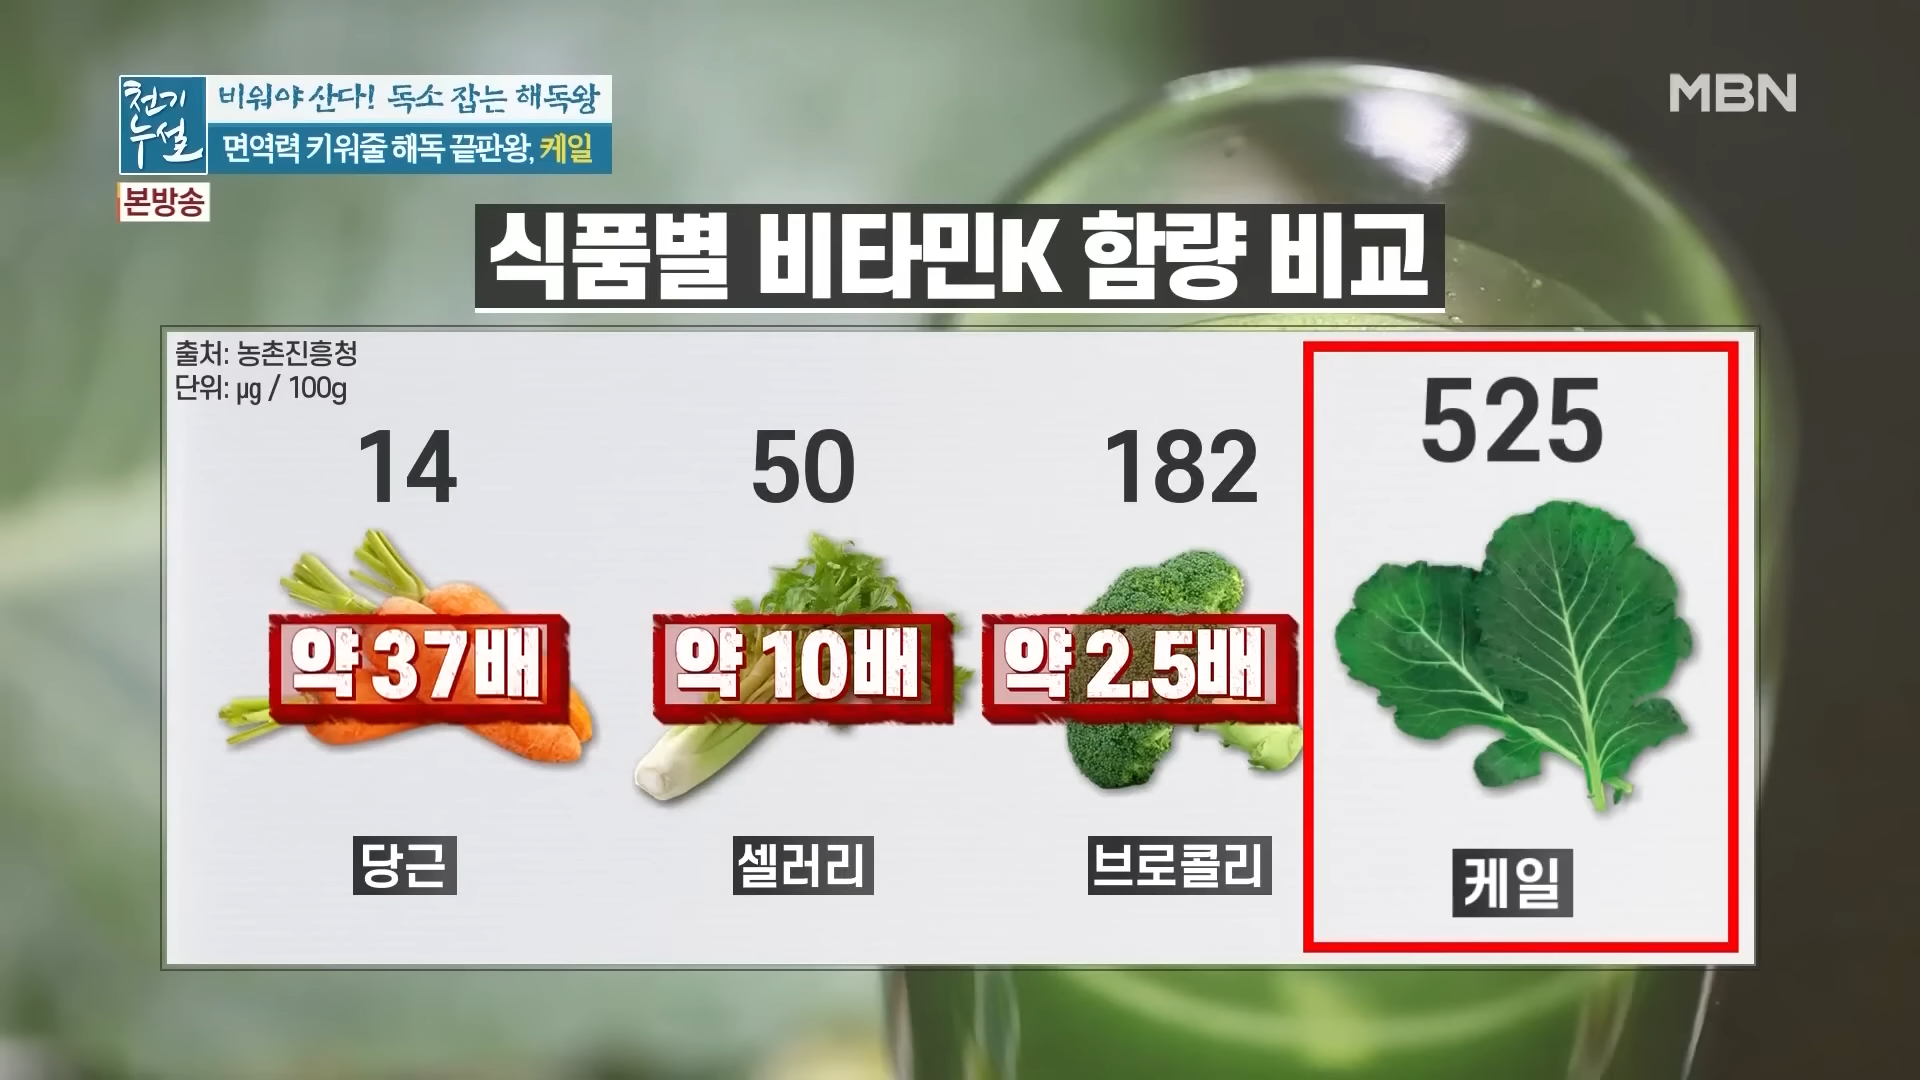 천기누설
비워야 산다! 독소 잡는 해독왕
면역력 키워줄 해독 끝판왕, 케일
본방송
MBN
식품별 비타민K 함량 비교
출처: 농촌진흥청
단위: ㎍ / 100g
14
50
182
525
약 37배
약 10배
약 2.5배
당근
셀러리
브로콜리
케일